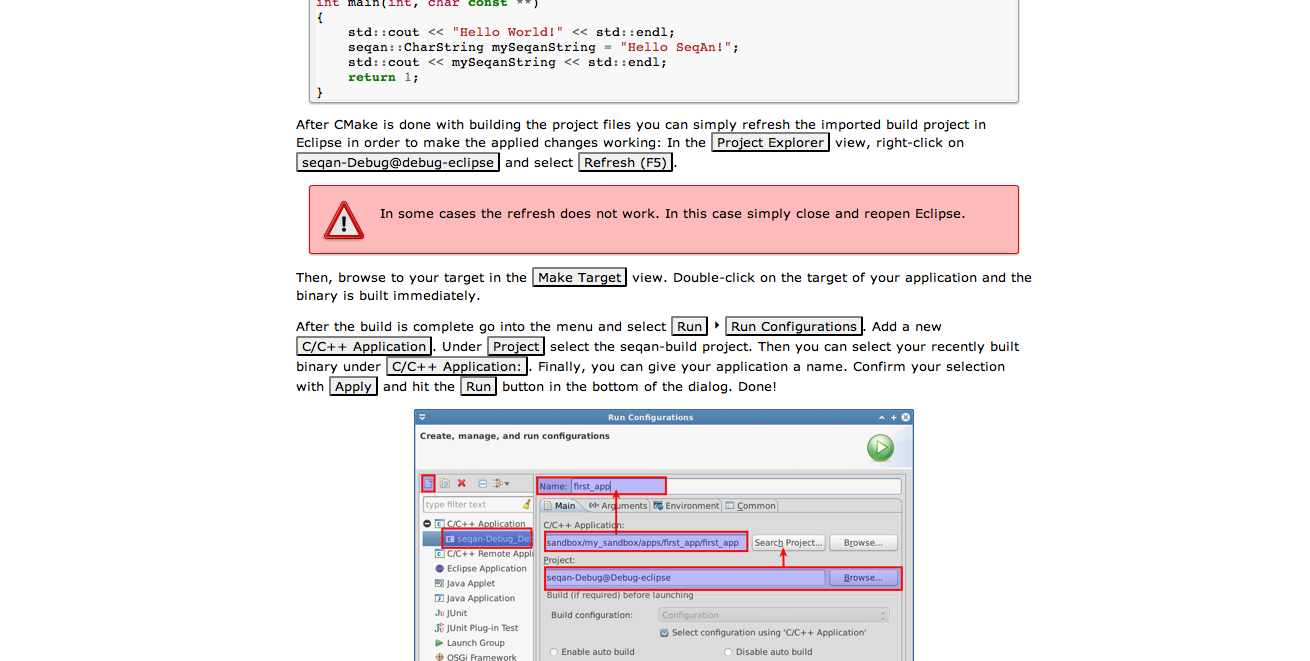 int main(int, char const **)
{
    std::cout << "Hello World!" << std::endl;
    seqan::CharString mySeqanString = "Hello SeqAn!";
    std::cout << mySeqanString << std::endl;
    return 1;
}
After CMake is done with building the project files you can simply refresh the imported build project in
Eclipse in order to make the applied changes working: In the Project Explorer view, right-click on
seqan-Debug@debug-eclipse and select Refresh (F5).
In some cases the refresh does not work. In this case simply close and reopen Eclipse.
Then, browse to your target in the Make Target view. Double-click on the target of your application and the
binary is built immediately.
After the build is complete go into the menu and select Run ‣ Run Configurations. Add a new
C/C++ Application. Under Project select the seqan-build project. Then you can select your recently built
binary under C/C++ Application:. Finally, you can give your application a name. Confirm your selection
with Apply and hit the Run button in the bottom of the dialog. Done!
Run Configurations
Create, manage, and run configurations
Name: first_app
type filter text
Main Arguments Environment Common
C/C++ Application
C/C++ Application:
seqan-Debug_Del
sandbox/my_sandbox/apps/first_app/first_app Search Project... Browse...
C/C++ Remote Appli
Project:
Eclipse Application
seqan-Debug@Debug-eclipse Browse...
Java Applet
Build (if required) before launching
Java Application
JUnit
Build configuration: Configuration
JUnit Plug-in Test
Select configuration using 'C/C++ Application'
Launch Group
Enable auto build Disable auto build
OSGi Framework